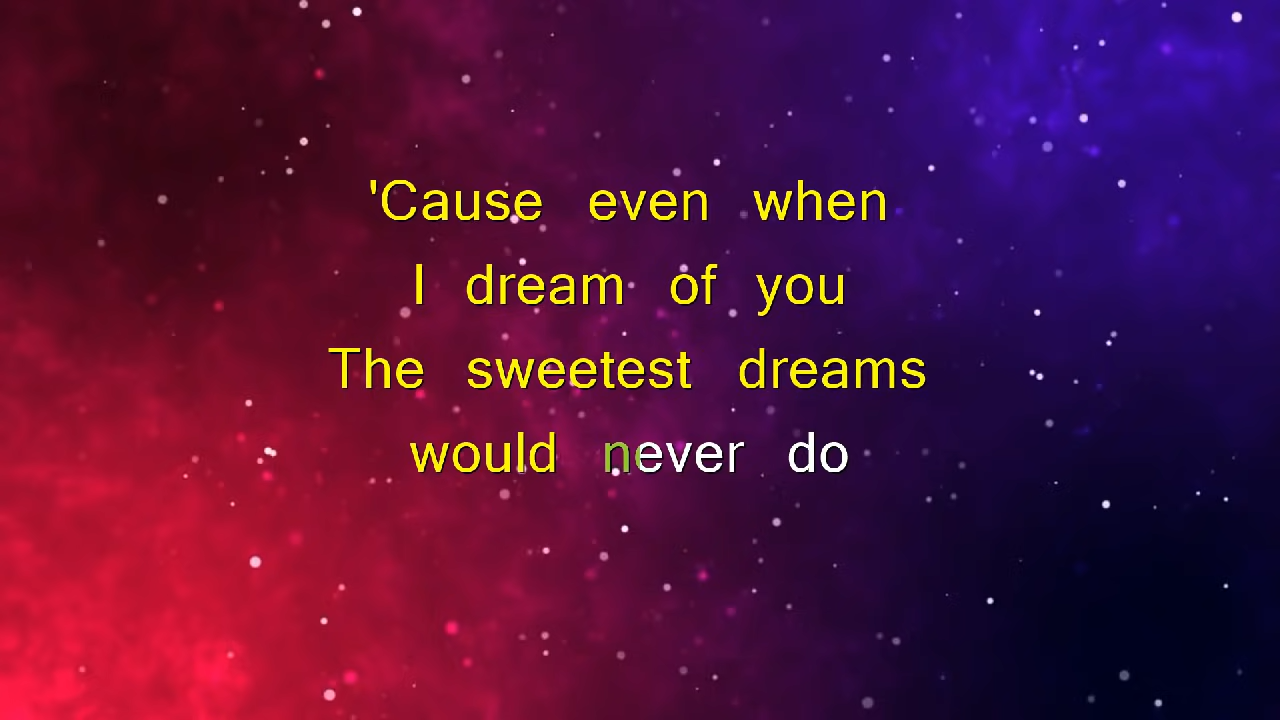 'Cause even when
I dream of you
The sweetest dreams
would never do